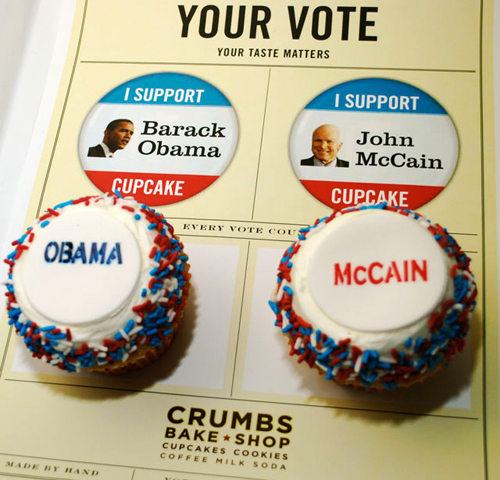 YOUR VOTE
YOUR TASTE MATTERS
I SUPPORT
Barack
Obama
CUPCAKE
I SUPPORT
John
McCain
CUPCAKE
EVERY VOTE
OBAMA
McCAIN
CRUMBS
BAKE★SHOP
CUPCAKES COOKIES
COFFEE MILK SODA
MADE BY HAND